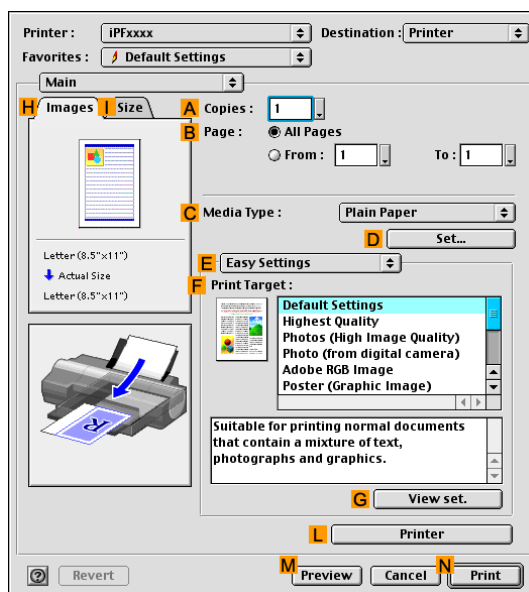 Printer : iPFxxxx Destination : Printer
Favorites : Default Settings
Main
H Images I Size
A Copies : 1
B Page : All Pages
From : 1 To : 1
C Media Type : Plain Paper
D Set...
Letter (8.5"x11")
Actual Size
Letter (8.5"x11")
E Easy Settings
F Print Target :
Default Settings
Highest Quality
Photos (High Image Quality)
Photo (from digital camera)
Adobe RGB Image
Poster (Graphic Image)
R
Suitable for printing normal documents
that contain a mixture of text,
photographs and graphics.
G View set.
L Printer
? Revert M Preview Cancel N Print